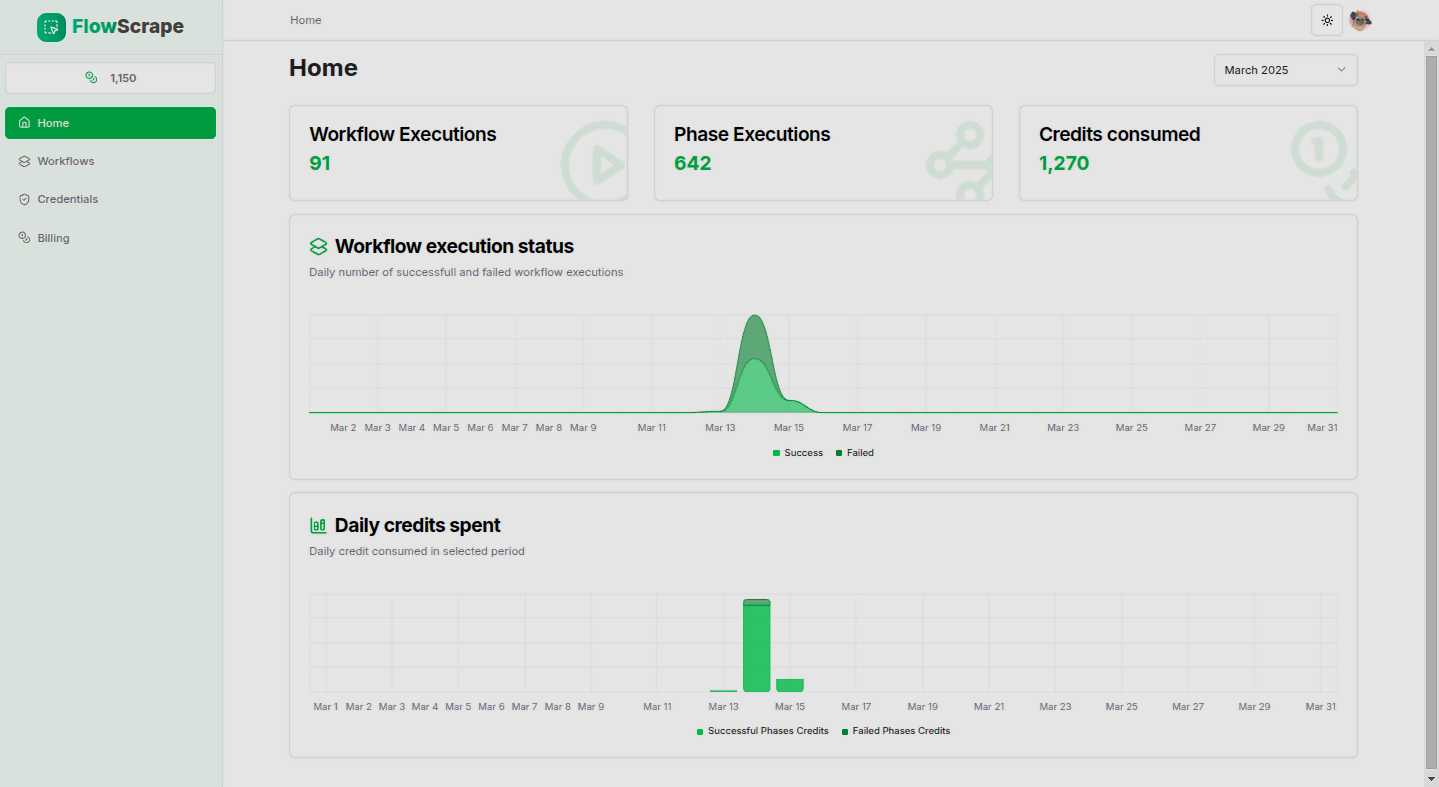 FlowScrape
1,150
Home
Workflows
Credentials
Billing
Home
Home
March 2025
Workflow Executions
91
Phase Executions
642
Credits consumed
1,270
Workflow execution status
Daily number of successfull and failed workflow executions
Mar 2 Mar 3 Mar 4 Mar 5 Mar 6 Mar 7 Mar 8 Mar 9 Mar 11 Mar 13 Mar 15 Mar 17 Mar 19 Mar 21 Mar 23 Mar 25 Mar 27 Mar 29 Mar 31
Success Failed
Daily credits spent
Daily credit consumed in selected period
Mar 1 Mar 2 Mar 3 Mar 4 Mar 5 Mar 6 Mar 7 Mar 8 Mar 9 Mar 11 Mar 13 Mar 15 Mar 17 Mar 19 Mar 21 Mar 23 Mar 25 Mar 27 Mar 29 Mar 31
Successful Phases Credits Failed Phases Credits